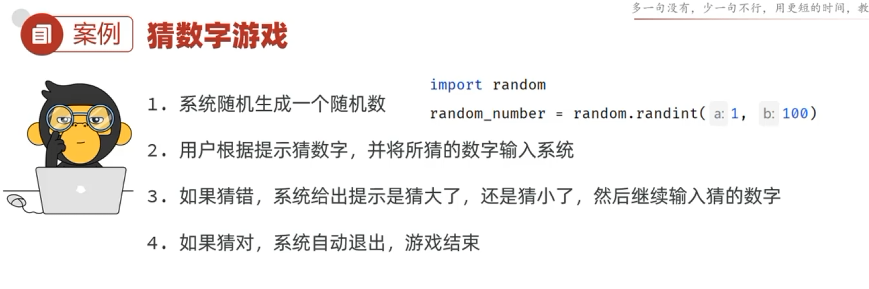 多一句没有，少一句不行，用更短的时间，教
案例 猜数字游戏
import random
1. 系统随机生成一个随机数
random_number = random.randint( a: 1, b: 100)
2. 用户根据提示猜数字，并将所猜的数字输入系统
3. 如果猜错，系统给出提示是猜大了，还是猜小了，然后继续输入猜的数字
4. 如果猜对，系统自动退出，游戏结束